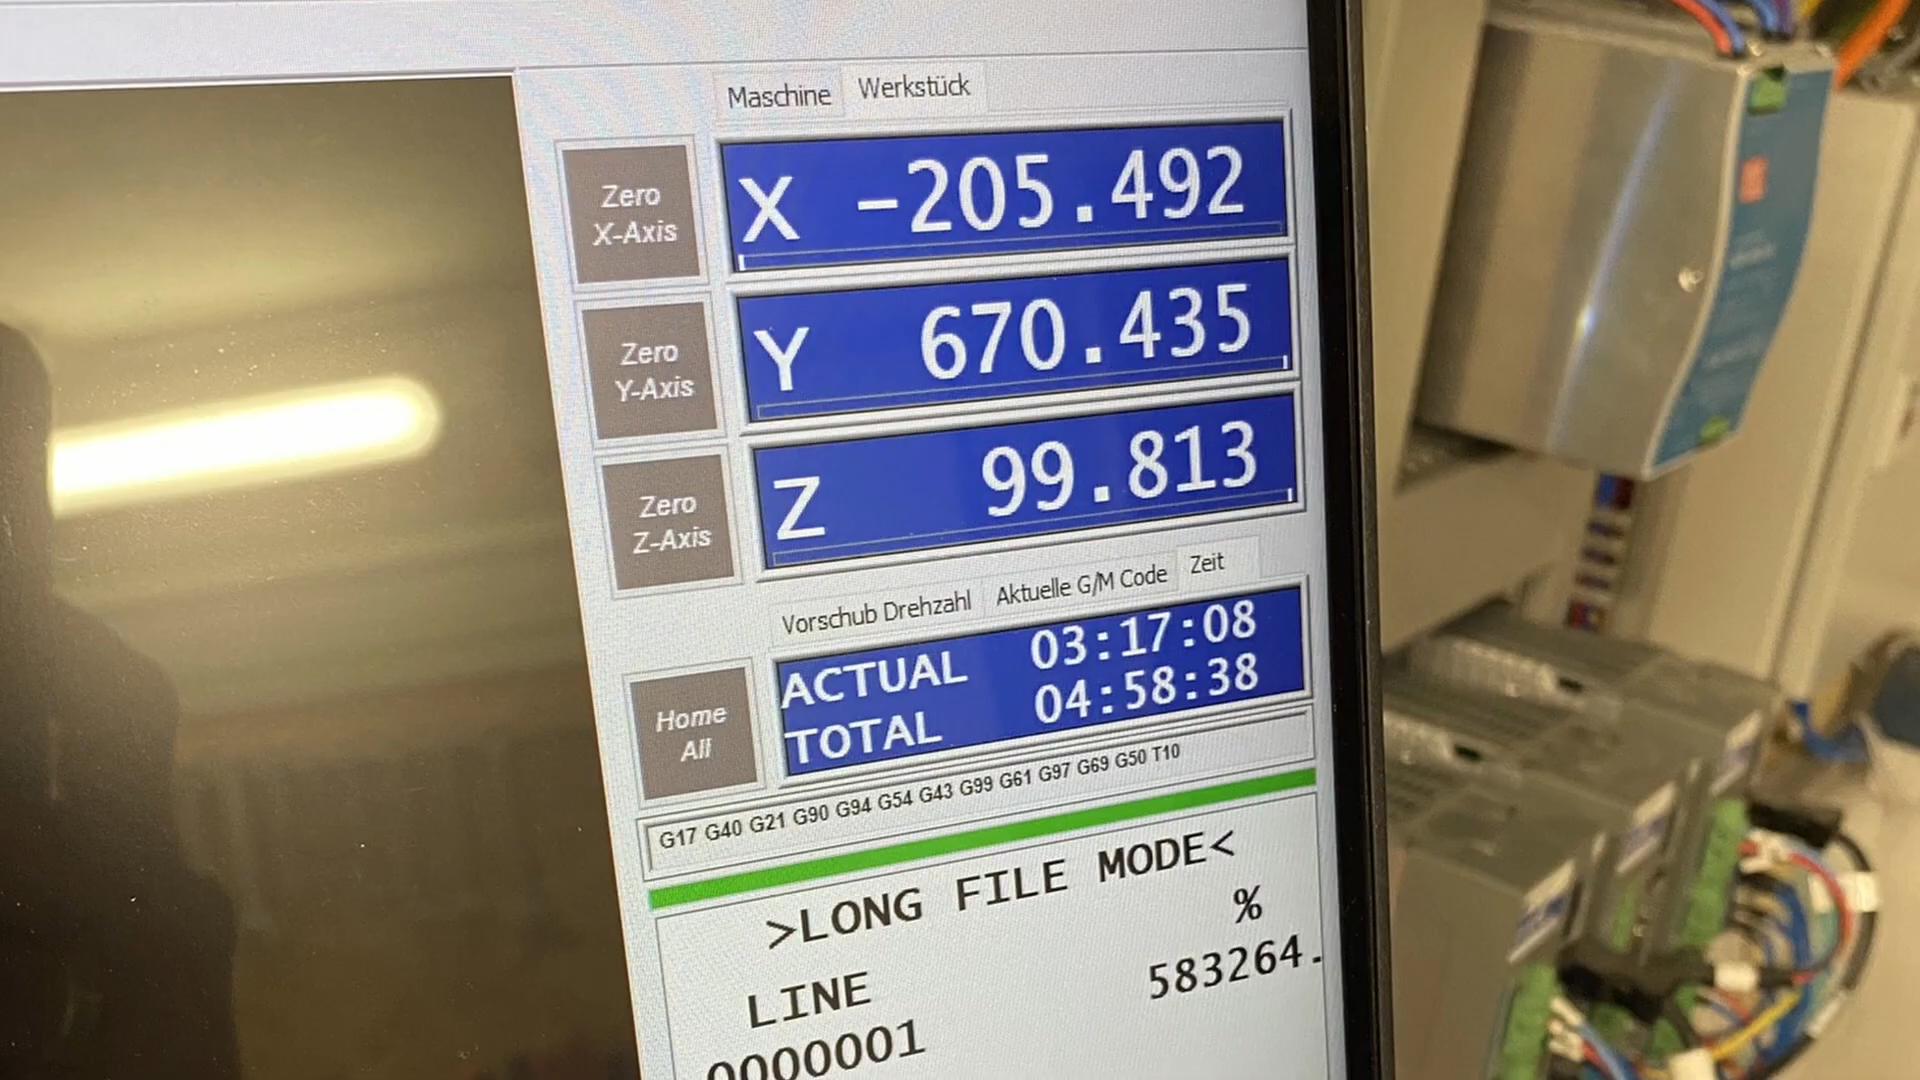 Maschine Werkstück
Zero
X-Axis
X -205.492
Zero
Y-Axis
Y 670.435
Zero
Z-Axis
Z 99.813
Vorschub Drehzahl Aktuelle G/M Code Zeit
Home
All
ACTUAL 03:17:08
TOTAL 04:58:38
G17 G40 G21 G90 G94 G54 G43 G99 G61 G97 G69 G50 T10
>LONG FILE MODE<
LINE %
0000001 583264.